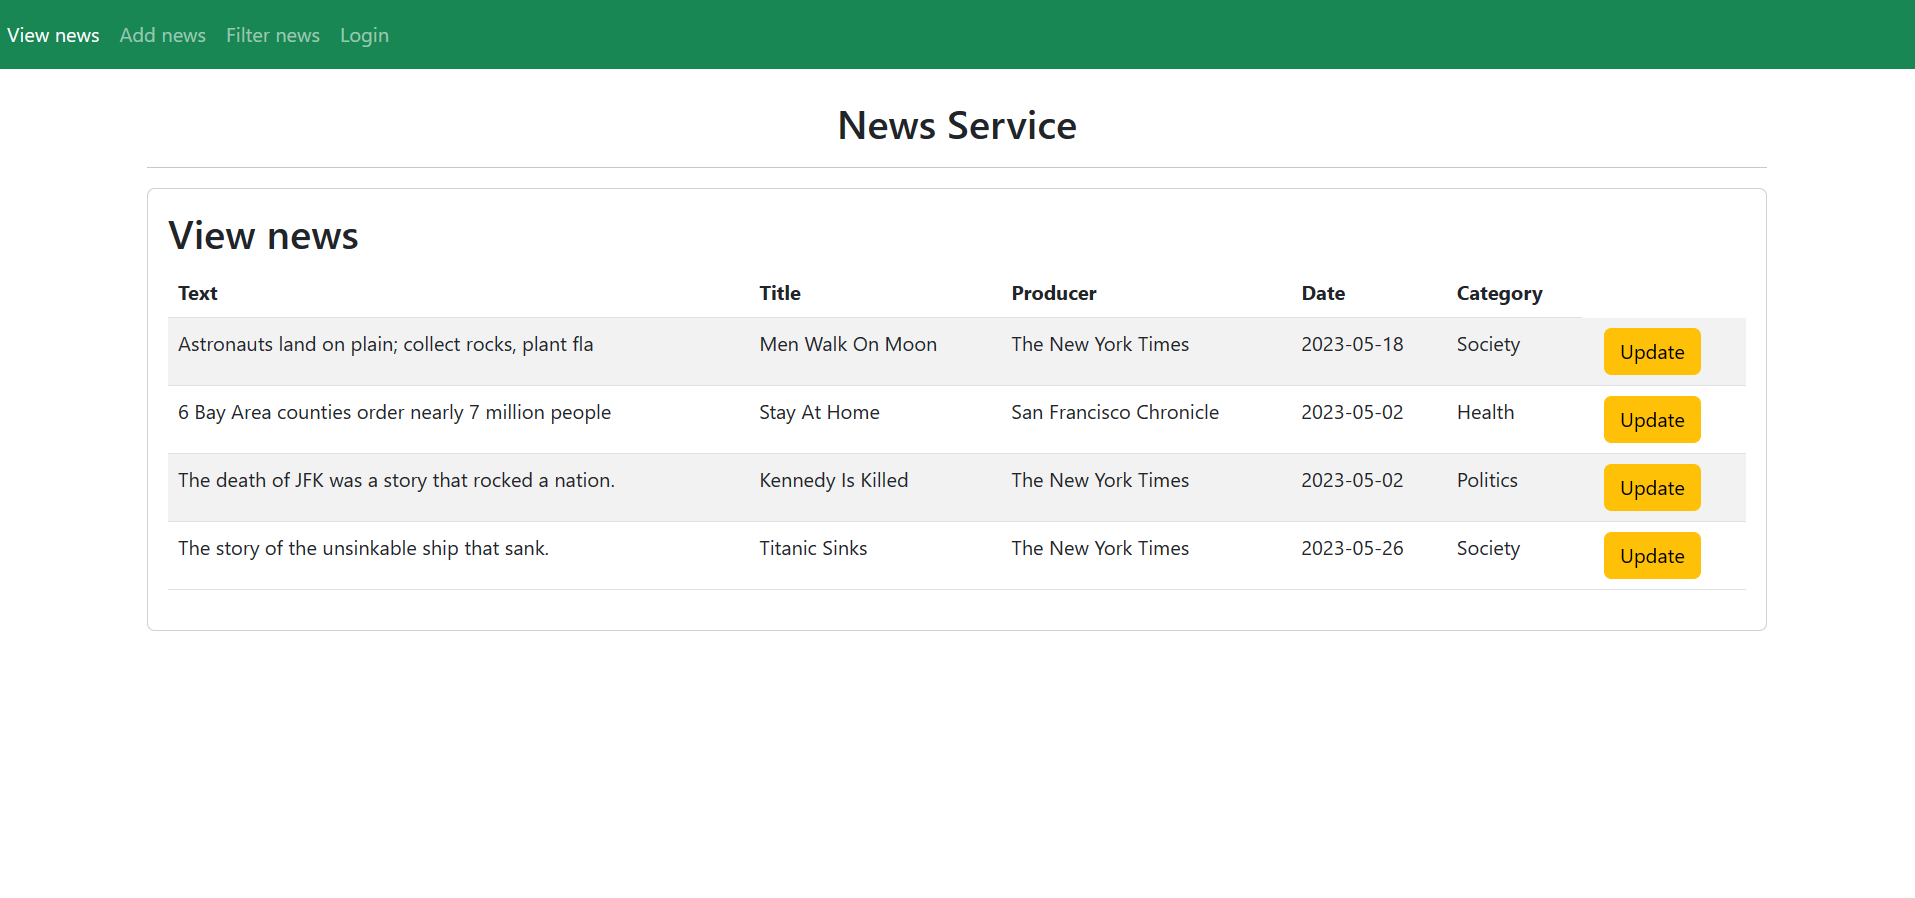 View news Add news Filter news Login
News Service
View news
Text Title Producer Date Category
Astronauts land on plain; collect rocks, plant fla Men Walk On Moon The New York Times 2023-05-18 Society Update
6 Bay Area counties order nearly 7 million people Stay At Home San Francisco Chronicle 2023-05-02 Health Update
The death of JFK was a story that rocked a nation. Kennedy Is Killed The New York Times 2023-05-02 Politics Update
The story of the unsinkable ship that sank. Titanic Sinks The New York Times 2023-05-26 Society Update